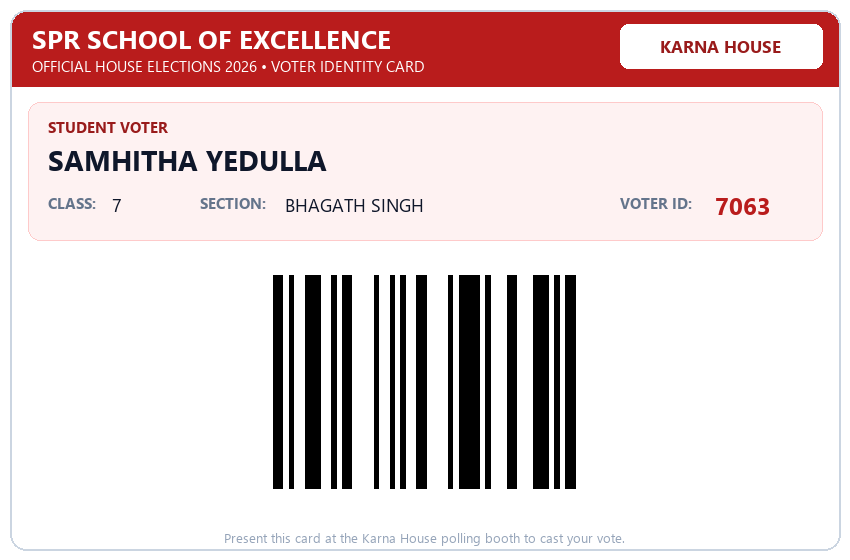 SPR SCHOOL OF EXCELLENCE
OFFICIAL HOUSE ELECTIONS 2026 • VOTER IDENTITY CARD
KARNA HOUSE
STUDENT VOTER
SAMHITHA YEDULLA
CLASS: 7 SECTION: BHAGATH SINGH VOTER ID: 7063
Present this card at the Karna House polling booth to cast your vote.